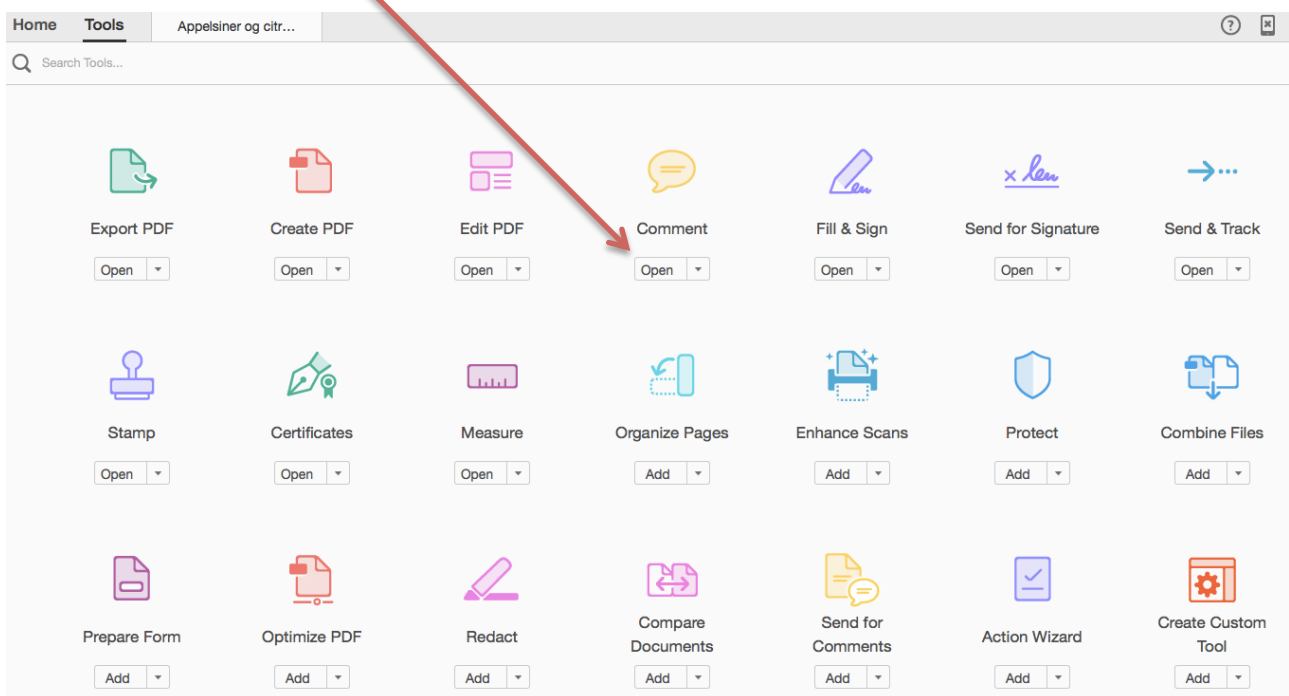 Home Tools Appelsiner og citr...
Search Tools...
Export PDF Create PDF Edit PDF Comment Fill & Sign Send for Signature Send & Track
Open Open Open Open Open Open Open
Stamp Certificates Measure Organize Pages Enhance Scans Protect Combine Files
Open Open Open Add Add Add Add
Prepare Form Optimize PDF Redact Compare Documents Send for Comments Action Wizard Create Custom Tool
Add Add Add Add Add Add Add